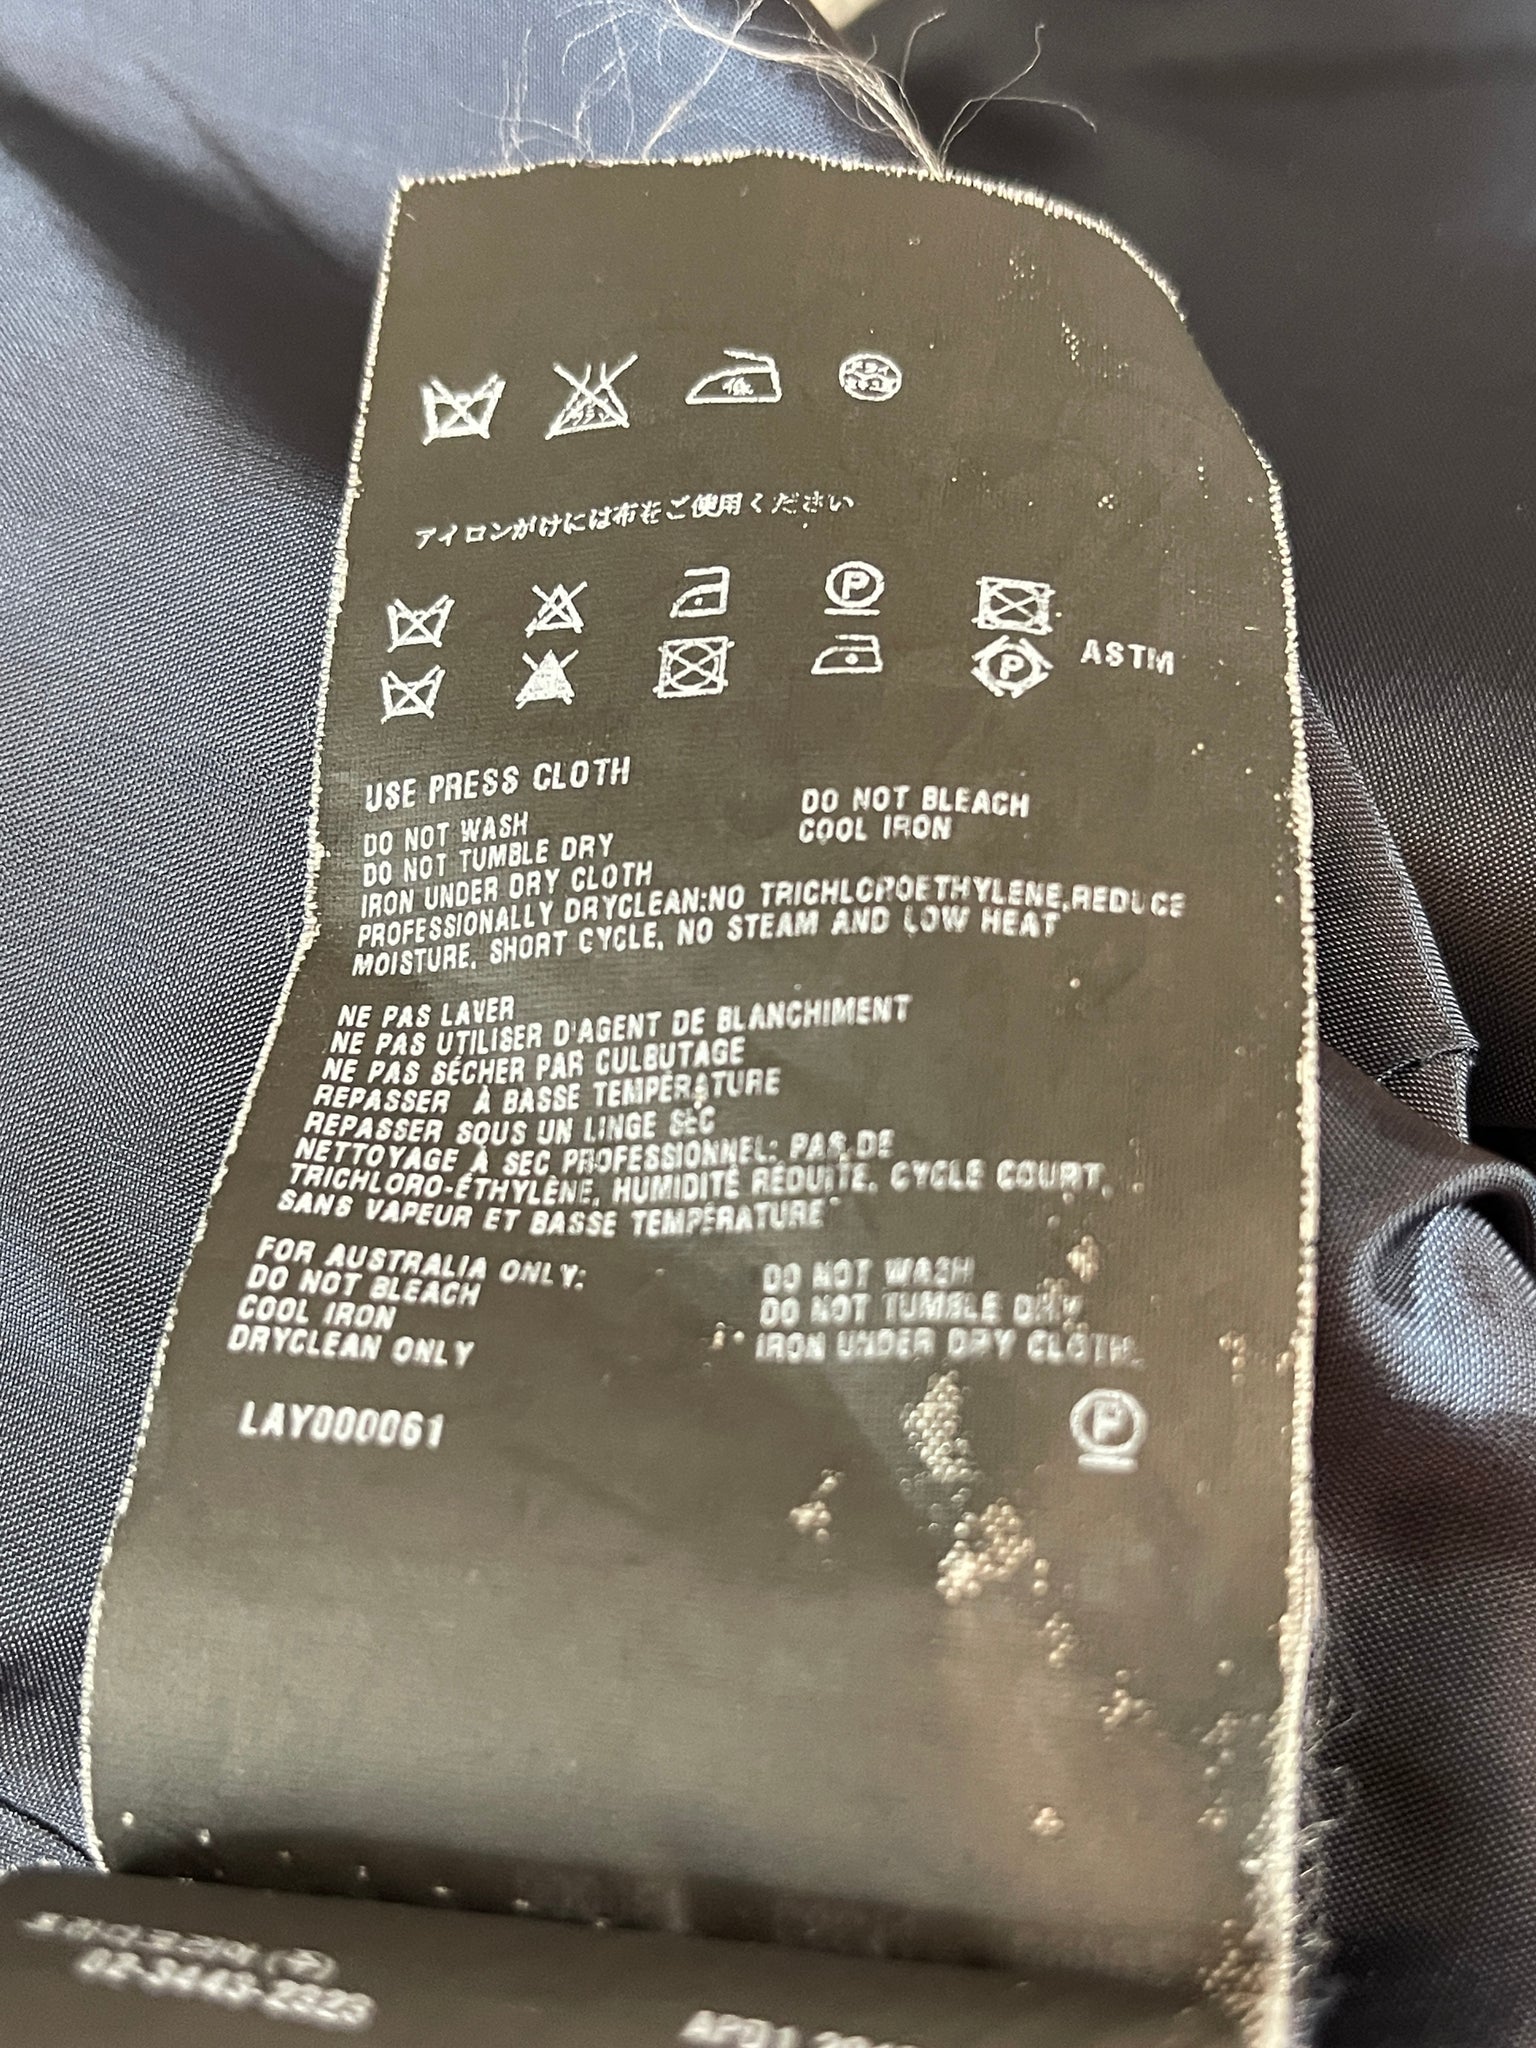 低
アイロンがけには布をご使用ください
P
P ASTM
USE PRESS CLOTH
DO NOT WASH DO NOT BLEACH
DO NOT TUMBLE DRY COOL IRON
IRON UNDER DRY CLOTH
PROFESSIONALLY DRYCLEAN:NO TRICHLOROETHYLENE,REDUCE
MOISTURE, SHORT CYCLE, NO STEAM AND LOW HEAT
NE PAS LAVER
NE PAS UTILISER D'AGENT DE BLANCHIMENT
NE PAS SÉCHER PAR CULBUTAGE
REPASSER À BASSE TEMPÉRATURE
REPASSER SOUS UN LINGE SEC
NETTOYAGE À SEC PROFESSIONNEL: PAS DE
TRICHLORO-ÉTHYLÈNE, HUMIDITÉ RÉDUITE, CYCLE COURT,
SANS VAPEUR ET BASSE TEMPÉRATURE
FOR AUSTRALIA ONLY:
DO NOT BLEACH DO NOT WASH
COOL IRON DO NOT TUMBLE DRY
DRYCLEAN ONLY IRON UNDER DRY CLOTH.
LAY000061 P
02-3443-2323